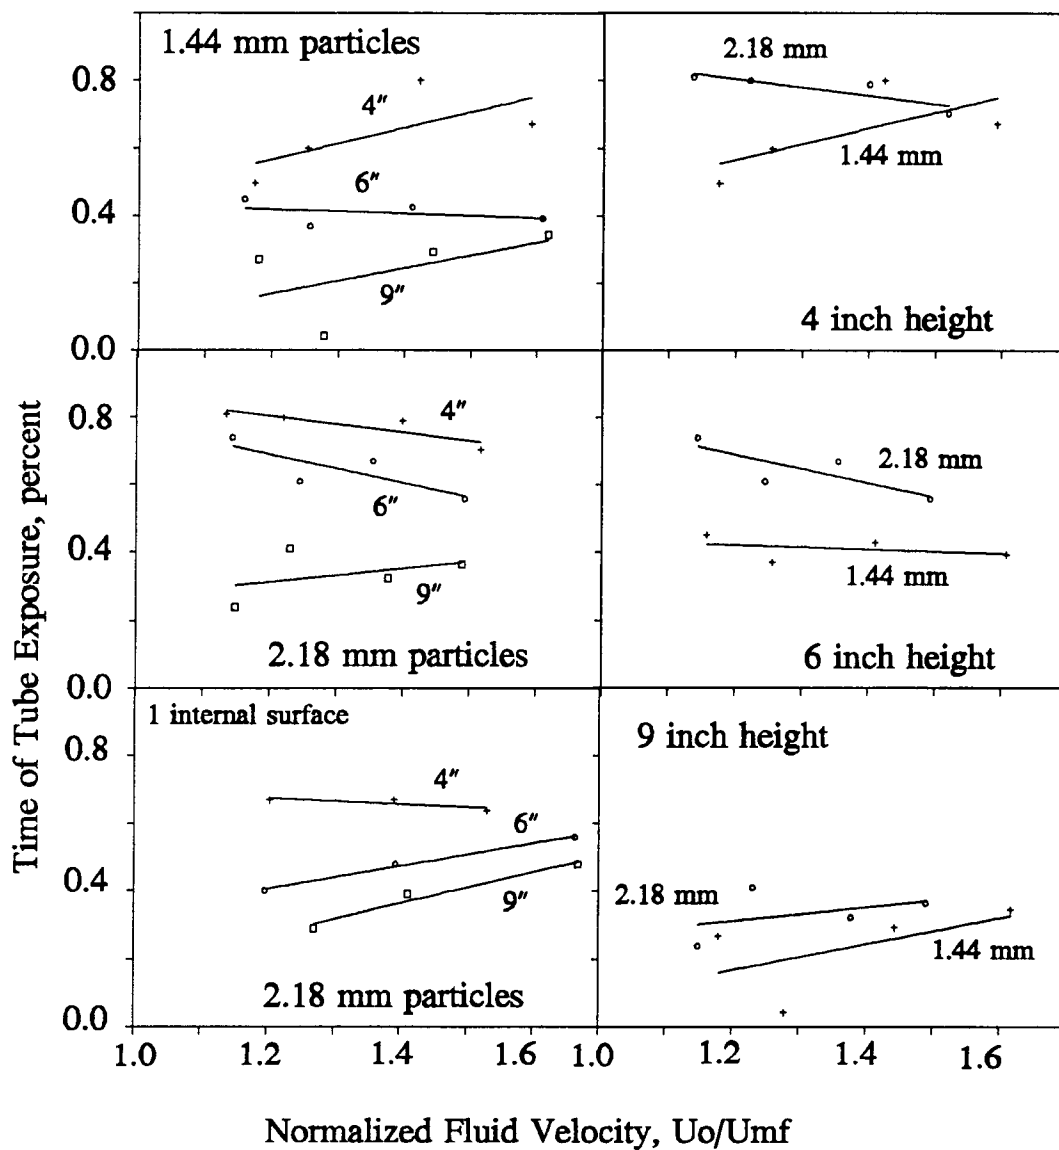 1.44 mm particles
2.18 mm
0.8
4″
6″
1.44 mm
0.4
9″
4 inch height
0.0
0.8
4″
2.18 mm
6″
0.4
1.44 mm
9″
2.18 mm particles
6 inch height
0.0
1 internal surface
9 inch height
0.8
4″
6″
0.4
2.18 mm
9″
1.44 mm
2.18 mm particles
0.0
1.0 1.2 1.4 1.6 1.0 1.2 1.4 1.6
Time of Tube Exposure, percent
Normalized Fluid Velocity, Uo/Umf